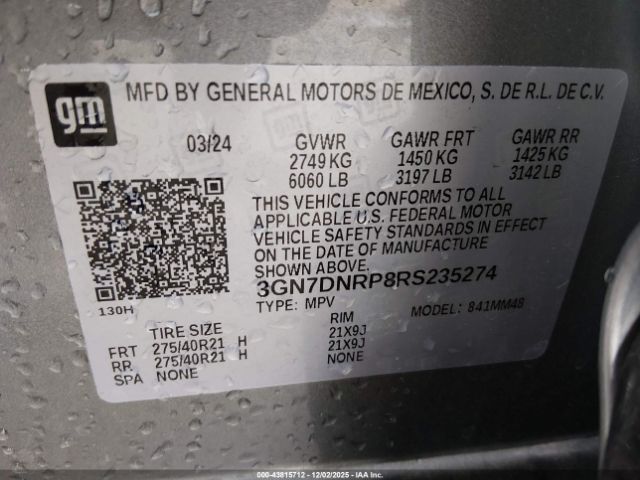 gm
MFD BY GENERAL MOTORS DE MEXICO, S. DE R.L. DE C.V.
03/24 GVWR GAWR FRT GAWR RR
2749 KG 1450 KG 1425 KG
6060 LB 3197 LB 3142 LB
THIS VEHICLE CONFORMS TO ALL
APPLICABLE U.S. FEDERAL MOTOR
VEHICLE SAFETY STANDARDS IN EFFECT
ON THE DATE OF MANUFACTURE
SHOWN ABOVE.
3GN7DNRP8RS235274
130H TYPE: MPV MODEL: 841MM48
TIRE SIZE RIM
FRT 275/40R21 H 21X9J
RR 275/40R21 H 21X9J
SPA NONE NONE
000-43815712 - 12/02/2025 - IAAI.COM